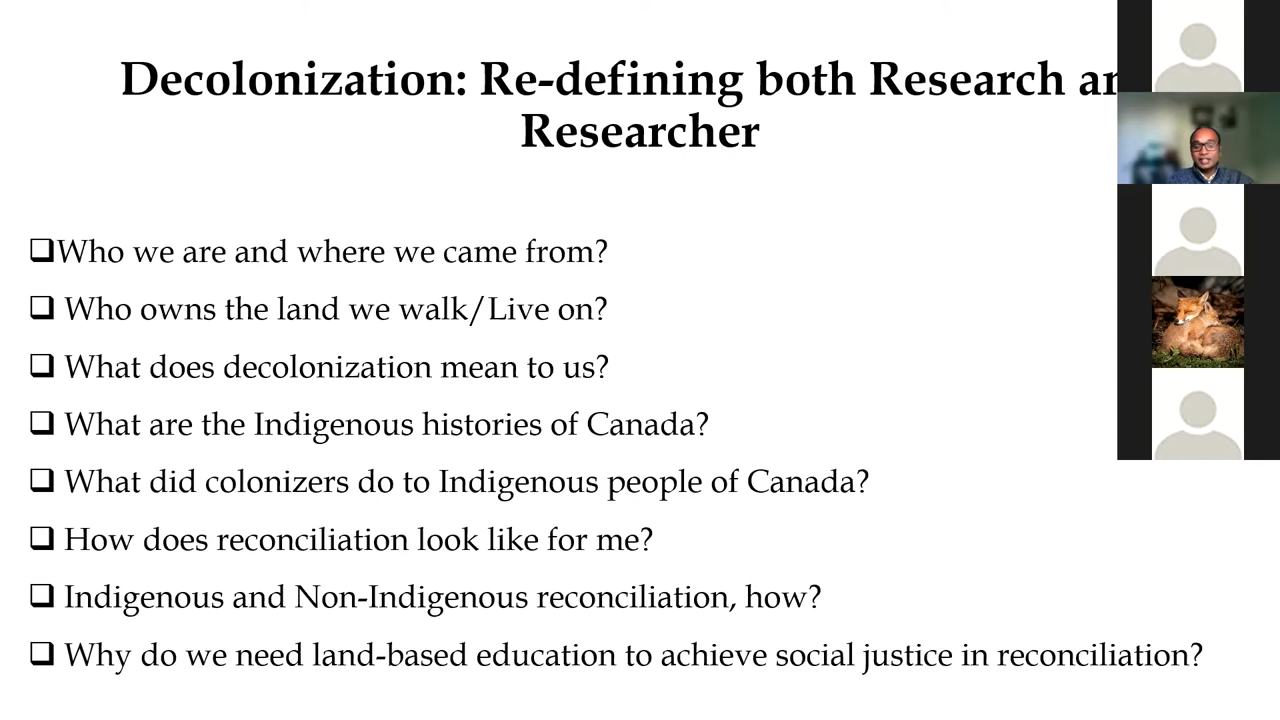 Decolonization: Re-defining both Research
Researcher
❑Who we are and where we came from?
❑ Who owns the land we walk/Live on?
❑ What does decolonization mean to us?
❑ What are the Indigenous histories of Canada?
❑ What did colonizers do to Indigenous people of Canada?
❑ How does reconciliation look like for me?
❑ Indigenous and Non-Indigenous reconciliation, how?
❑ Why do we need land-based education to achieve social justice in reconciliation?